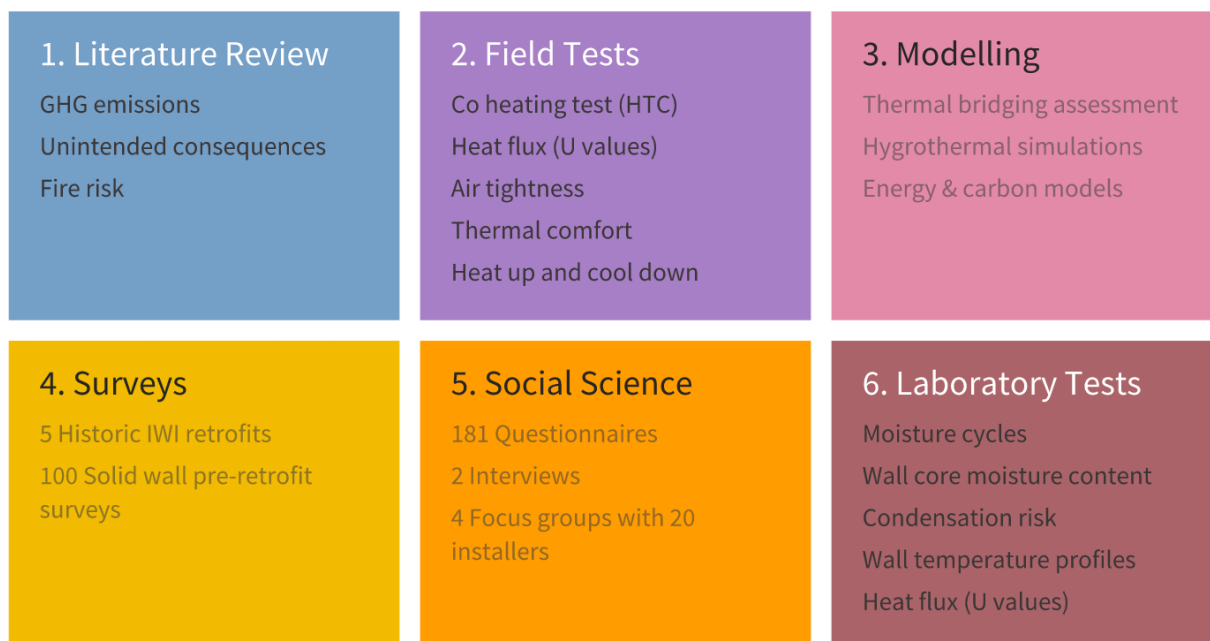 1. Literature Review
GHG emissions
Unintended consequences
Fire risk
2. Field Tests
Co heating test (HTC)
Heat flux (U values)
Air tightness
Thermal comfort
Heat up and cool down
3. Modelling
Thermal bridging assessment
Hygrothermal simulations
Energy & carbon models
4. Surveys
5 Historic IWI retrofits
100 Solid wall pre-retrofit
surveys
5. Social Science
181 Questionnaires
2 Interviews
4 Focus groups with 20
installers
6. Laboratory Tests
Moisture cycles
Wall core moisture content
Condensation risk
Wall temperature profiles
Heat flux (U values)